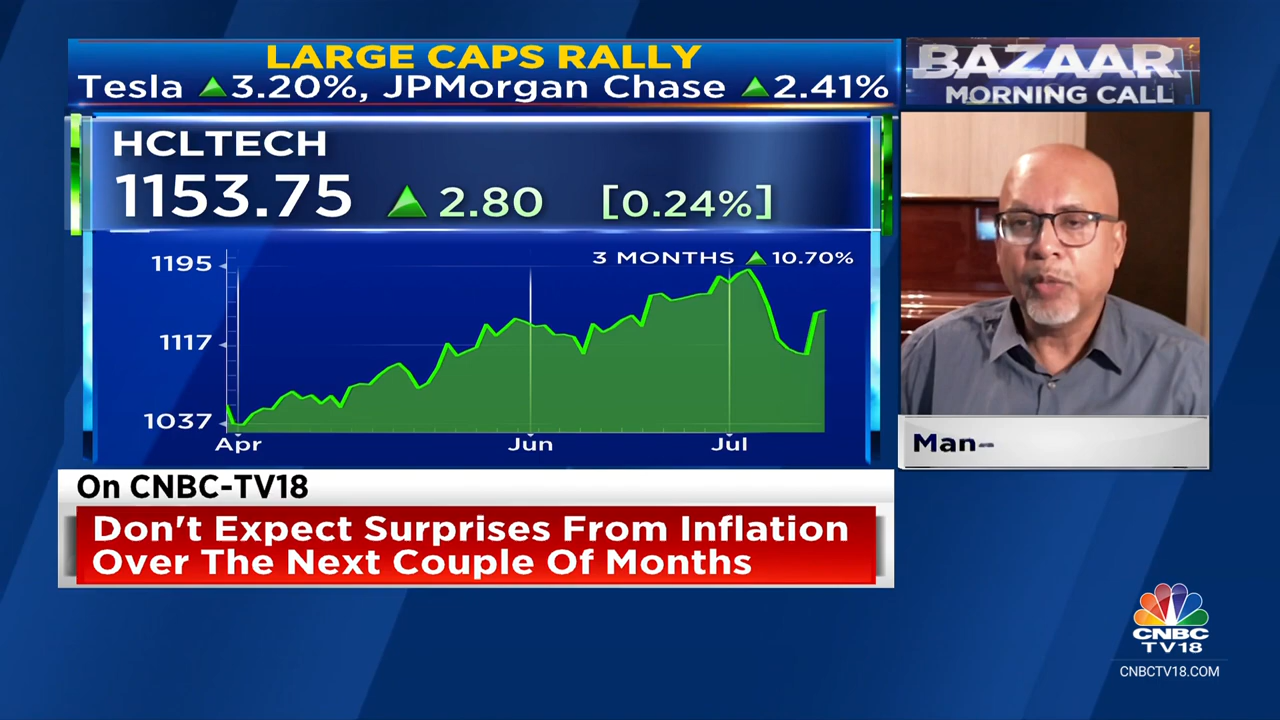 LARGE CAPS RALLY
Tesla ▲3.20%, JPMorgan Chase ▲2.41%
BAZAAR
MORNING CALL
HCLTECH
1153.75 ▲ 2.80 [0.24%]
3 MONTHS ▲ 10.70%
1195
1117
1037
Apr Jun Jul
Man-
On CNBC-TV18
Don't Expect Surprises From Inflation
Over The Next Couple Of Months
CNBC
TV18
CNBCTV18.COM